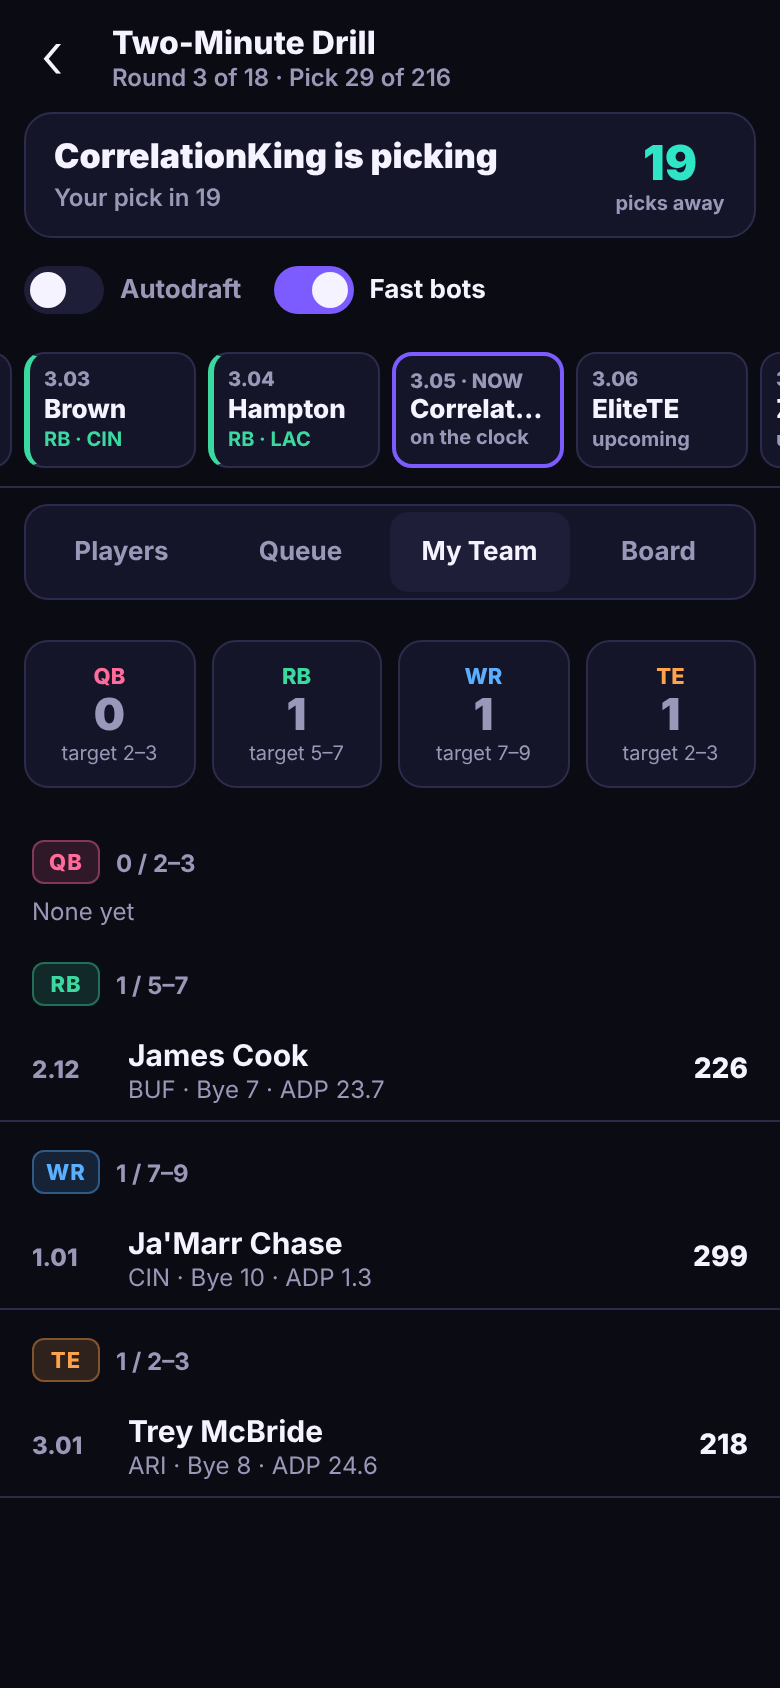 Two-Minute Drill
Round 3 of 18 · Pick 29 of 216
CorrelationKing is picking
Your pick in 19
19
picks away
Autodraft
Fast bots
3.03
Brown
RB · CIN
3.04
Hampton
RB · LAC
3.05 · NOW
Correlat...
on the clock
3.06
EliteTE
upcoming
Players
Queue
My Team
Board
QB
0
target 2–3
RB
1
target 5–7
WR
1
target 7–9
TE
1
target 2–3
QB 0 / 2–3
None yet
RB 1 / 5–7
2.12
James Cook
BUF · Bye 7 · ADP 23.7
226
WR 1 / 7–9
1.01
Ja'Marr Chase
CIN · Bye 10 · ADP 1.3
299
TE 1 / 2–3
3.01
Trey McBride
ARI · Bye 8 · ADP 24.6
218